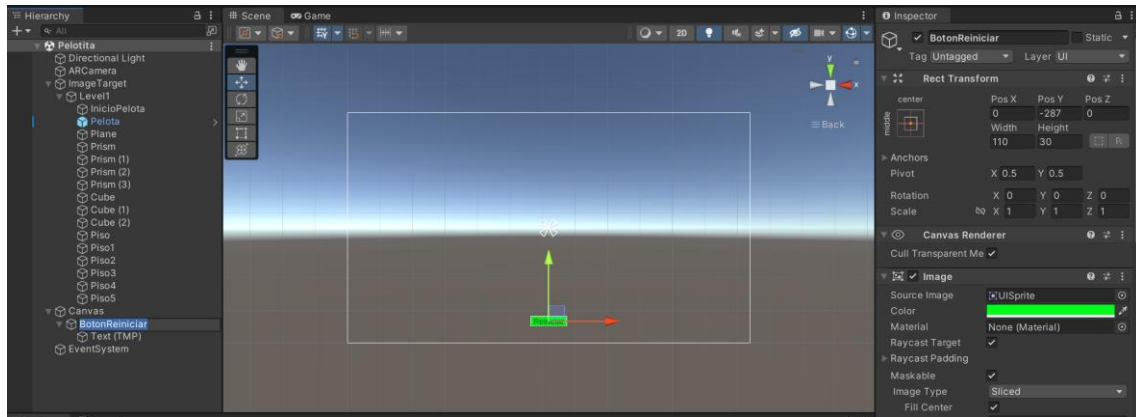 Hierarchy
All
Pelotita
Directional Light
ARCamera
ImageTarget
Level1
InicioPelota
Pelota
Plane
Prism
Prism (1)
Prism (2)
Prism (3)
Cube
Cube (1)
Cube (2)
Piso
Piso1
Piso2
Piso3
Piso4
Piso5
Canvas
BotonReiniciar
Text (TMP)
EventSystem
Scene Game
2D
y
x
Back
Reiniciar
Inspector
BotonReiniciar Static
Tag Untagged Layer UI
Rect Transform
center Pos X Pos Y Pos Z
middle 0 -287 0
Width Height
110 30 R
Anchors
Pivot X 0.5 Y 0.5
Rotation X 0 Y 0 Z 0
Scale X 1 Y 1 Z 1
Canvas Renderer
Cull Transparent Me
Image
Source Image UISprite
Color
Material None (Material)
Raycast Target
Raycast Padding
Maskable
Image Type Sliced
Fill Center